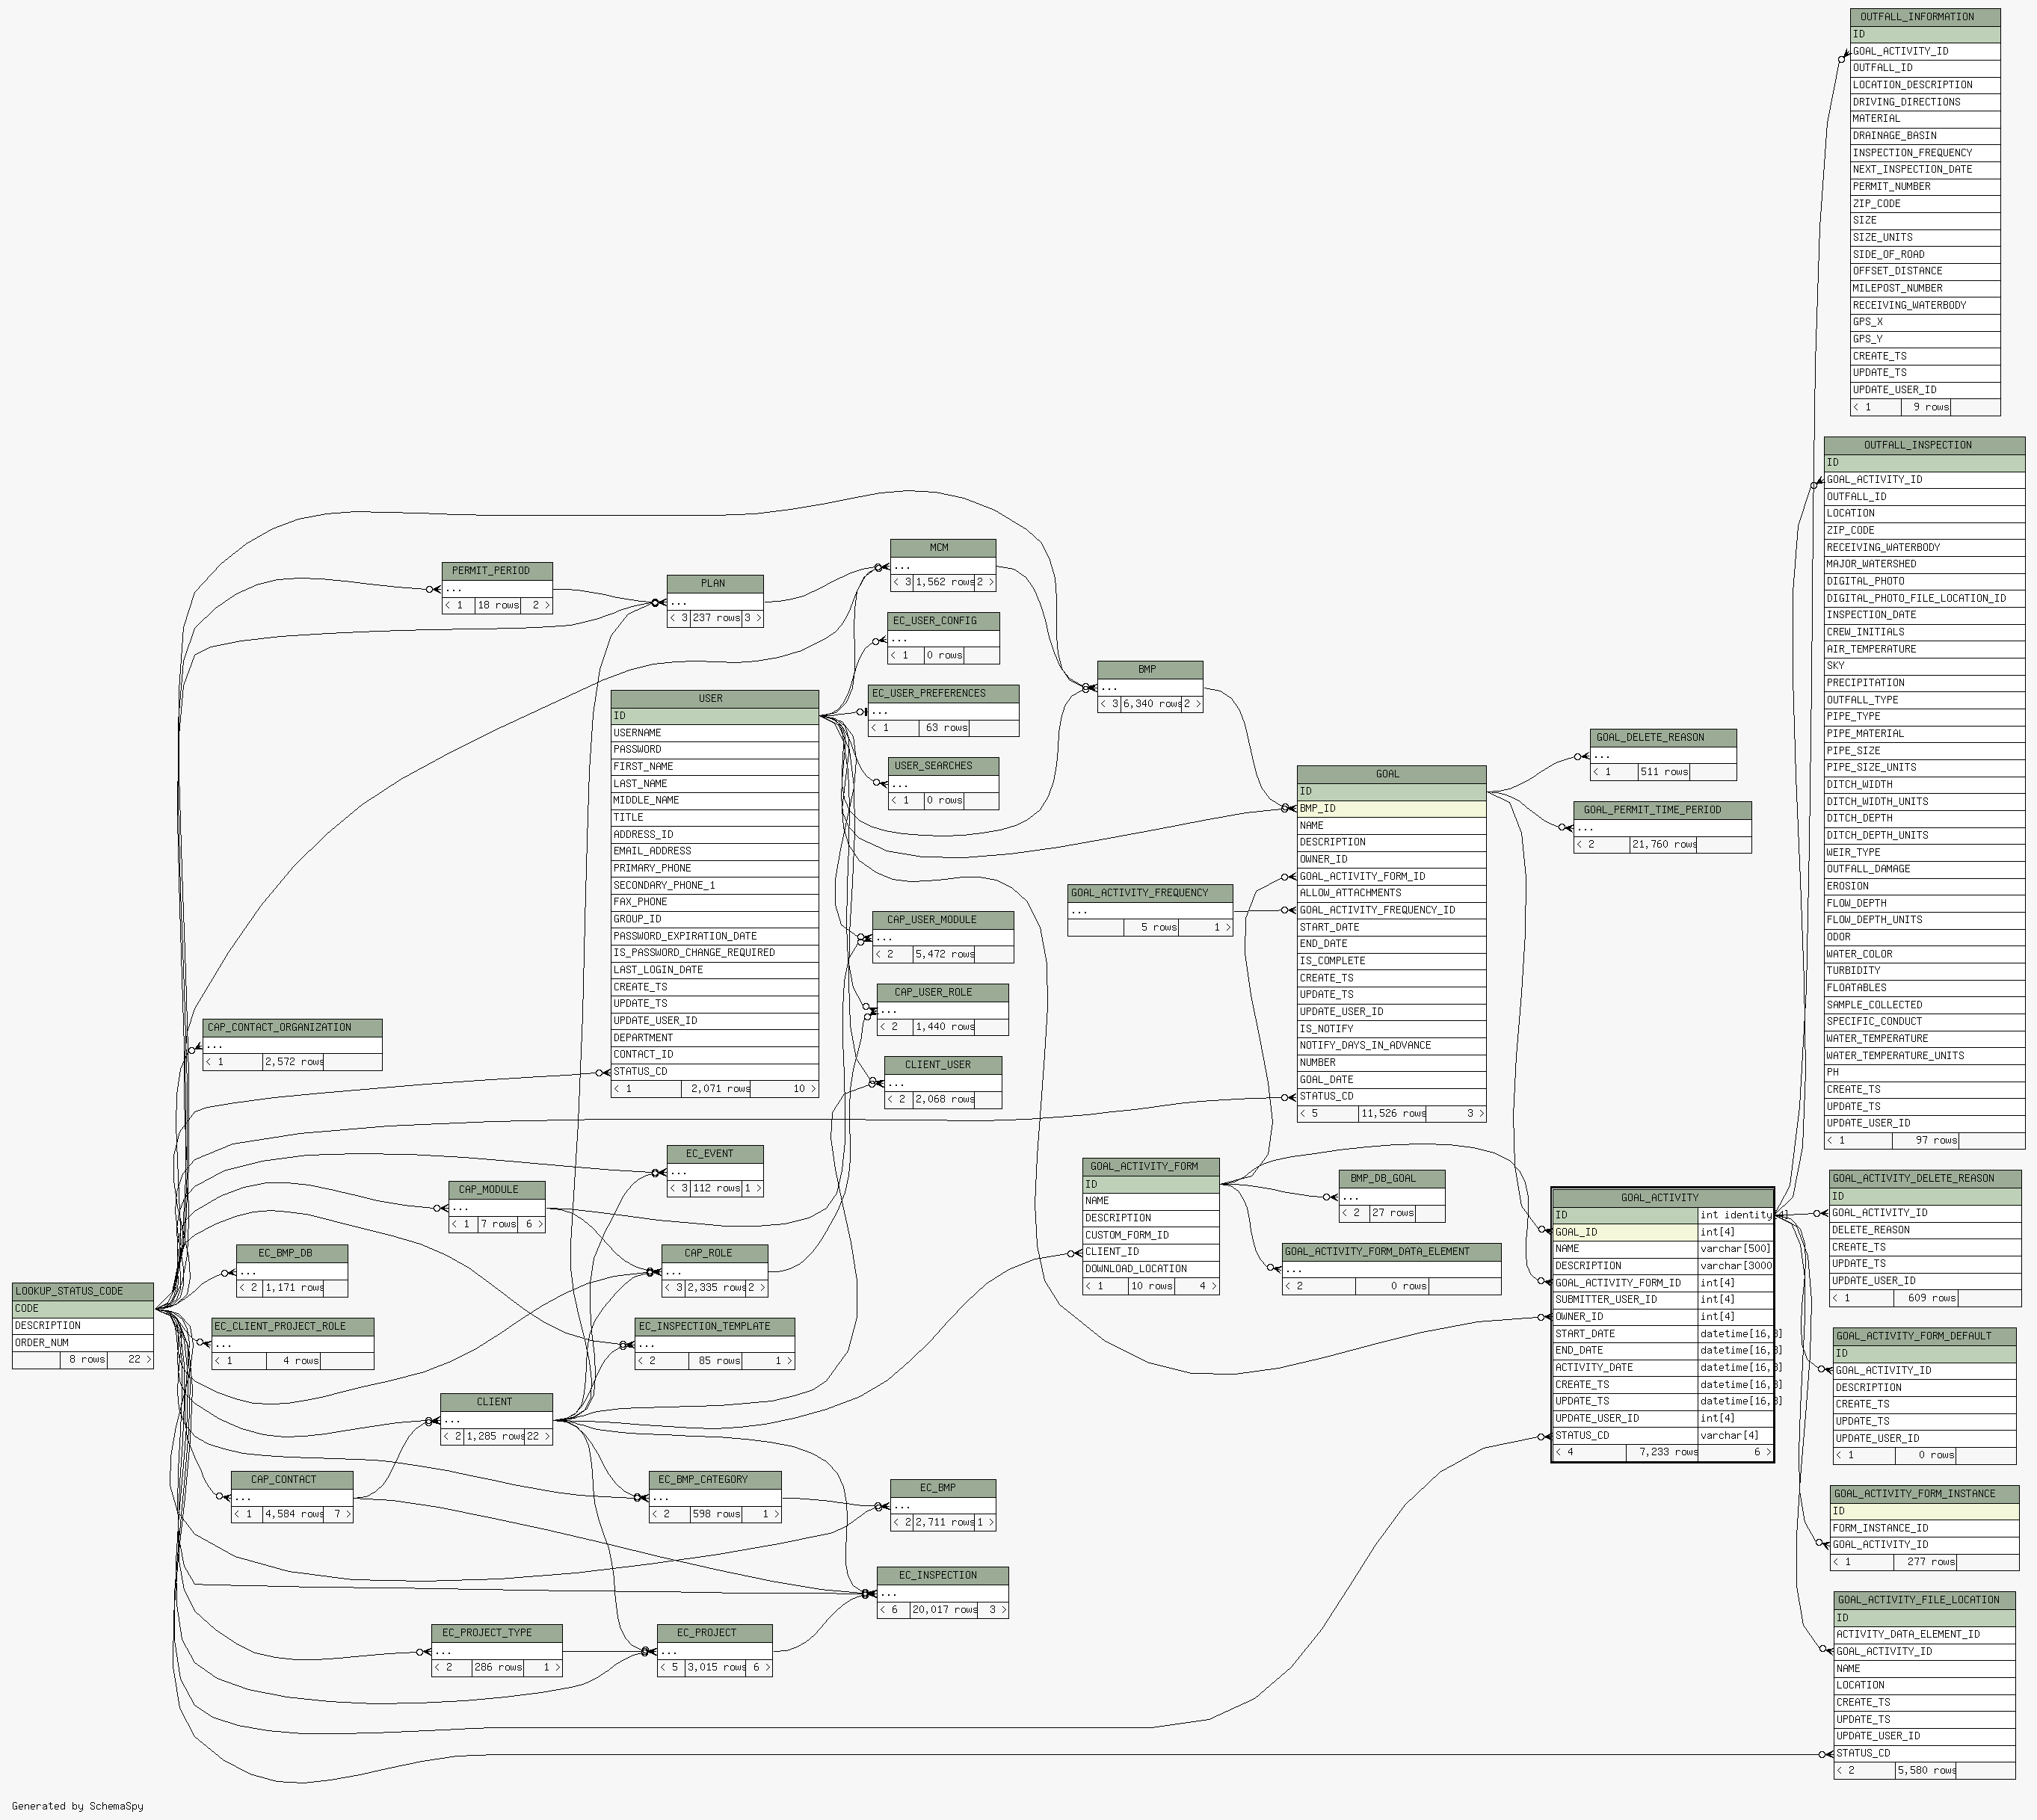 OUTFALL_INFORMATION
ID
GOAL_ACTIVITY_ID
OUTFALL_ID
LOCATION_DESCRIPTION
DRIVING_DIRECTIONS
MATERIAL
DRAINAGE_BASIN
INSPECTION_FREQUENCY
NEXT_INSPECTION_DATE
PERMIT_NUMBER
ZIP_CODE
SIZE
SIZE_UNITS
SIDE_OF_ROAD
OFFSET_DISTANCE
MILEPOST_NUMBER
RECEIVING_WATERBODY
GPS_X
GPS_Y
CREATE_TS
UPDATE_TS
UPDATE_USER_ID
< 1 9 rows
OUTFALL_INSPECTION
ID
GOAL_ACTIVITY_ID
OUTFALL_ID
LOCATION
ZIP_CODE
RECEIVING_WATERBODY
MAJOR_WATERSHED
DIGITAL_PHOTO
DIGITAL_PHOTO_FILE_LOCATION_ID
INSPECTION_DATE
CREW_INITIALS
AIR_TEMPERATURE
SKY
PRECIPITATION
OUTFALL_TYPE
PIPE_TYPE
PIPE_MATERIAL
PIPE_SIZE
PIPE_SIZE_UNITS
DITCH_WIDTH
DITCH_WIDTH_UNITS
DITCH_DEPTH
DITCH_DEPTH_UNITS
WEIR_TYPE
OUTFALL_DAMAGE
EROSION
FLOW_DEPTH
FLOW_DEPTH_UNITS
ODOR
WATER_COLOR
TURBIDITY
FLOATABLES
SAMPLE_COLLECTED
SPECIFIC_CONDUCT
WATER_TEMPERATURE
WATER_TEMPERATURE_UNITS
PH
CREATE_TS
UPDATE_TS
UPDATE_USER_ID
< 1 97 rows
MCM
...
< 3 1,562 rows 2 >
PERMIT_PERIOD
...
< 1 18 rows 2 >
PLAN
...
< 3 237 rows 3 >
EC_USER_CONFIG
...
< 1 0 rows
BMP
...
< 3 6,340 rows 2 >
EC_USER_PREFERENCES
...
< 1 63 rows
USER_SEARCHES
...
< 1 0 rows
USER
ID
USERNAME
PASSWORD
FIRST_NAME
LAST_NAME
MIDDLE_NAME
TITLE
ADDRESS_ID
EMAIL_ADDRESS
PRIMARY_PHONE
SECONDARY_PHONE_1
FAX_PHONE
GROUP_ID
PASSWORD_EXPIRATION_DATE
IS_PASSWORD_CHANGE_REQUIRED
LAST_LOGIN_DATE
CREATE_TS
UPDATE_TS
UPDATE_USER_ID
DEPARTMENT
CONTACT_ID
STATUS_CD
< 1 2,071 rows 10 >
GOAL_DELETE_REASON
...
< 1 511 rows
GOAL_PERMIT_TIME_PERIOD
...
< 2 21,760 rows
GOAL
ID
BMP_ID
NAME
DESCRIPTION
OWNER_ID
GOAL_ACTIVITY_FORM_ID
ALLOW_ATTACHMENTS
GOAL_ACTIVITY_FREQUENCY_ID
START_DATE
END_DATE
IS_COMPLETE
CREATE_TS
UPDATE_TS
UPDATE_USER_ID
IS_NOTIFY
NOTIFY_DAYS_IN_ADVANCE
NUMBER
GOAL_DATE
STATUS_CD
< 5 11,526 rows 3 >
GOAL_ACTIVITY_FREQUENCY
...
5 rows 1 >
CAP_USER_MODULE
...
< 2 5,472 rows
CAP_USER_ROLE
...
< 2 1,440 rows
CLIENT_USER
...
< 2 2,068 rows
CAP_CONTACT_ORGANIZATION
...
< 1 2,572 rows
EC_EVENT
...
< 3 112 rows 1 >
CAP_MODULE
...
< 1 7 rows 6 >
CAP_ROLE
...
< 3 2,335 rows 2 >
EC_BMP_DB
...
< 2 1,171 rows
LOOKUP_STATUS_CODE
CODE
DESCRIPTION
ORDER_NUM
8 rows 22 >
EC_CLIENT_PROJECT_ROLE
...
< 1 4 rows
EC_INSPECTION_TEMPLATE
...
< 2 85 rows 1 >
GOAL_ACTIVITY_FORM
ID
NAME
DESCRIPTION
CUSTOM_FORM_ID
CLIENT_ID
DOWNLOAD_LOCATION
< 1 10 rows 4 >
BMP_DB_GOAL
...
< 2 27 rows
GOAL_ACTIVITY_FORM_DATA_ELEMENT
...
< 2 0 rows
GOAL_ACTIVITY
ID int identity[4]
GOAL_ID int[4]
NAME varchar[500]
DESCRIPTION varchar[3000
GOAL_ACTIVITY_FORM_ID int[4]
SUBMITTER_USER_ID int[4]
OWNER_ID int[4]
START_DATE datetime[16,3]
END_DATE datetime[16,3]
ACTIVITY_DATE datetime[16,3]
CREATE_TS datetime[16,3]
UPDATE_TS datetime[16,3]
UPDATE_USER_ID int[4]
STATUS_CD varchar[4]
< 4 7,233 rows 6 >
GOAL_ACTIVITY_DELETE_REASON
ID
GOAL_ACTIVITY_ID
DELETE_REASON
CREATE_TS
UPDATE_TS
UPDATE_USER_ID
< 1 609 rows
GOAL_ACTIVITY_FORM_DEFAULT
ID
GOAL_ACTIVITY_ID
DESCRIPTION
CREATE_TS
UPDATE_TS
UPDATE_USER_ID
< 1 0 rows
CLIENT
...
< 2 1,285 rows 22 >
CAP_CONTACT
...
< 1 4,584 rows 7 >
EC_BMP_CATEGORY
...
< 2 598 rows 1 >
EC_BMP
...
< 2 2,711 rows 1 >
EC_INSPECTION
...
< 6 20,017 rows 3 >
EC_PROJECT_TYPE
...
< 2 286 rows 1 >
EC_PROJECT
...
< 5 3,015 rows 6 >
GOAL_ACTIVITY_FORM_INSTANCE
ID
FORM_INSTANCE_ID
GOAL_ACTIVITY_ID
< 1 277 rows
GOAL_ACTIVITY_FILE_LOCATION
ID
ACTIVITY_DATA_ELEMENT_ID
GOAL_ACTIVITY_ID
NAME
LOCATION
CREATE_TS
UPDATE_TS
UPDATE_USER_ID
STATUS_CD
< 2 5,580 rows
Generated by SchemaSpy